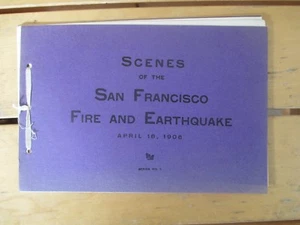 SCENES
OF THE
SAN FRANCISCO
FIRE AND EARTHQUAKE
APRIL 18, 1906